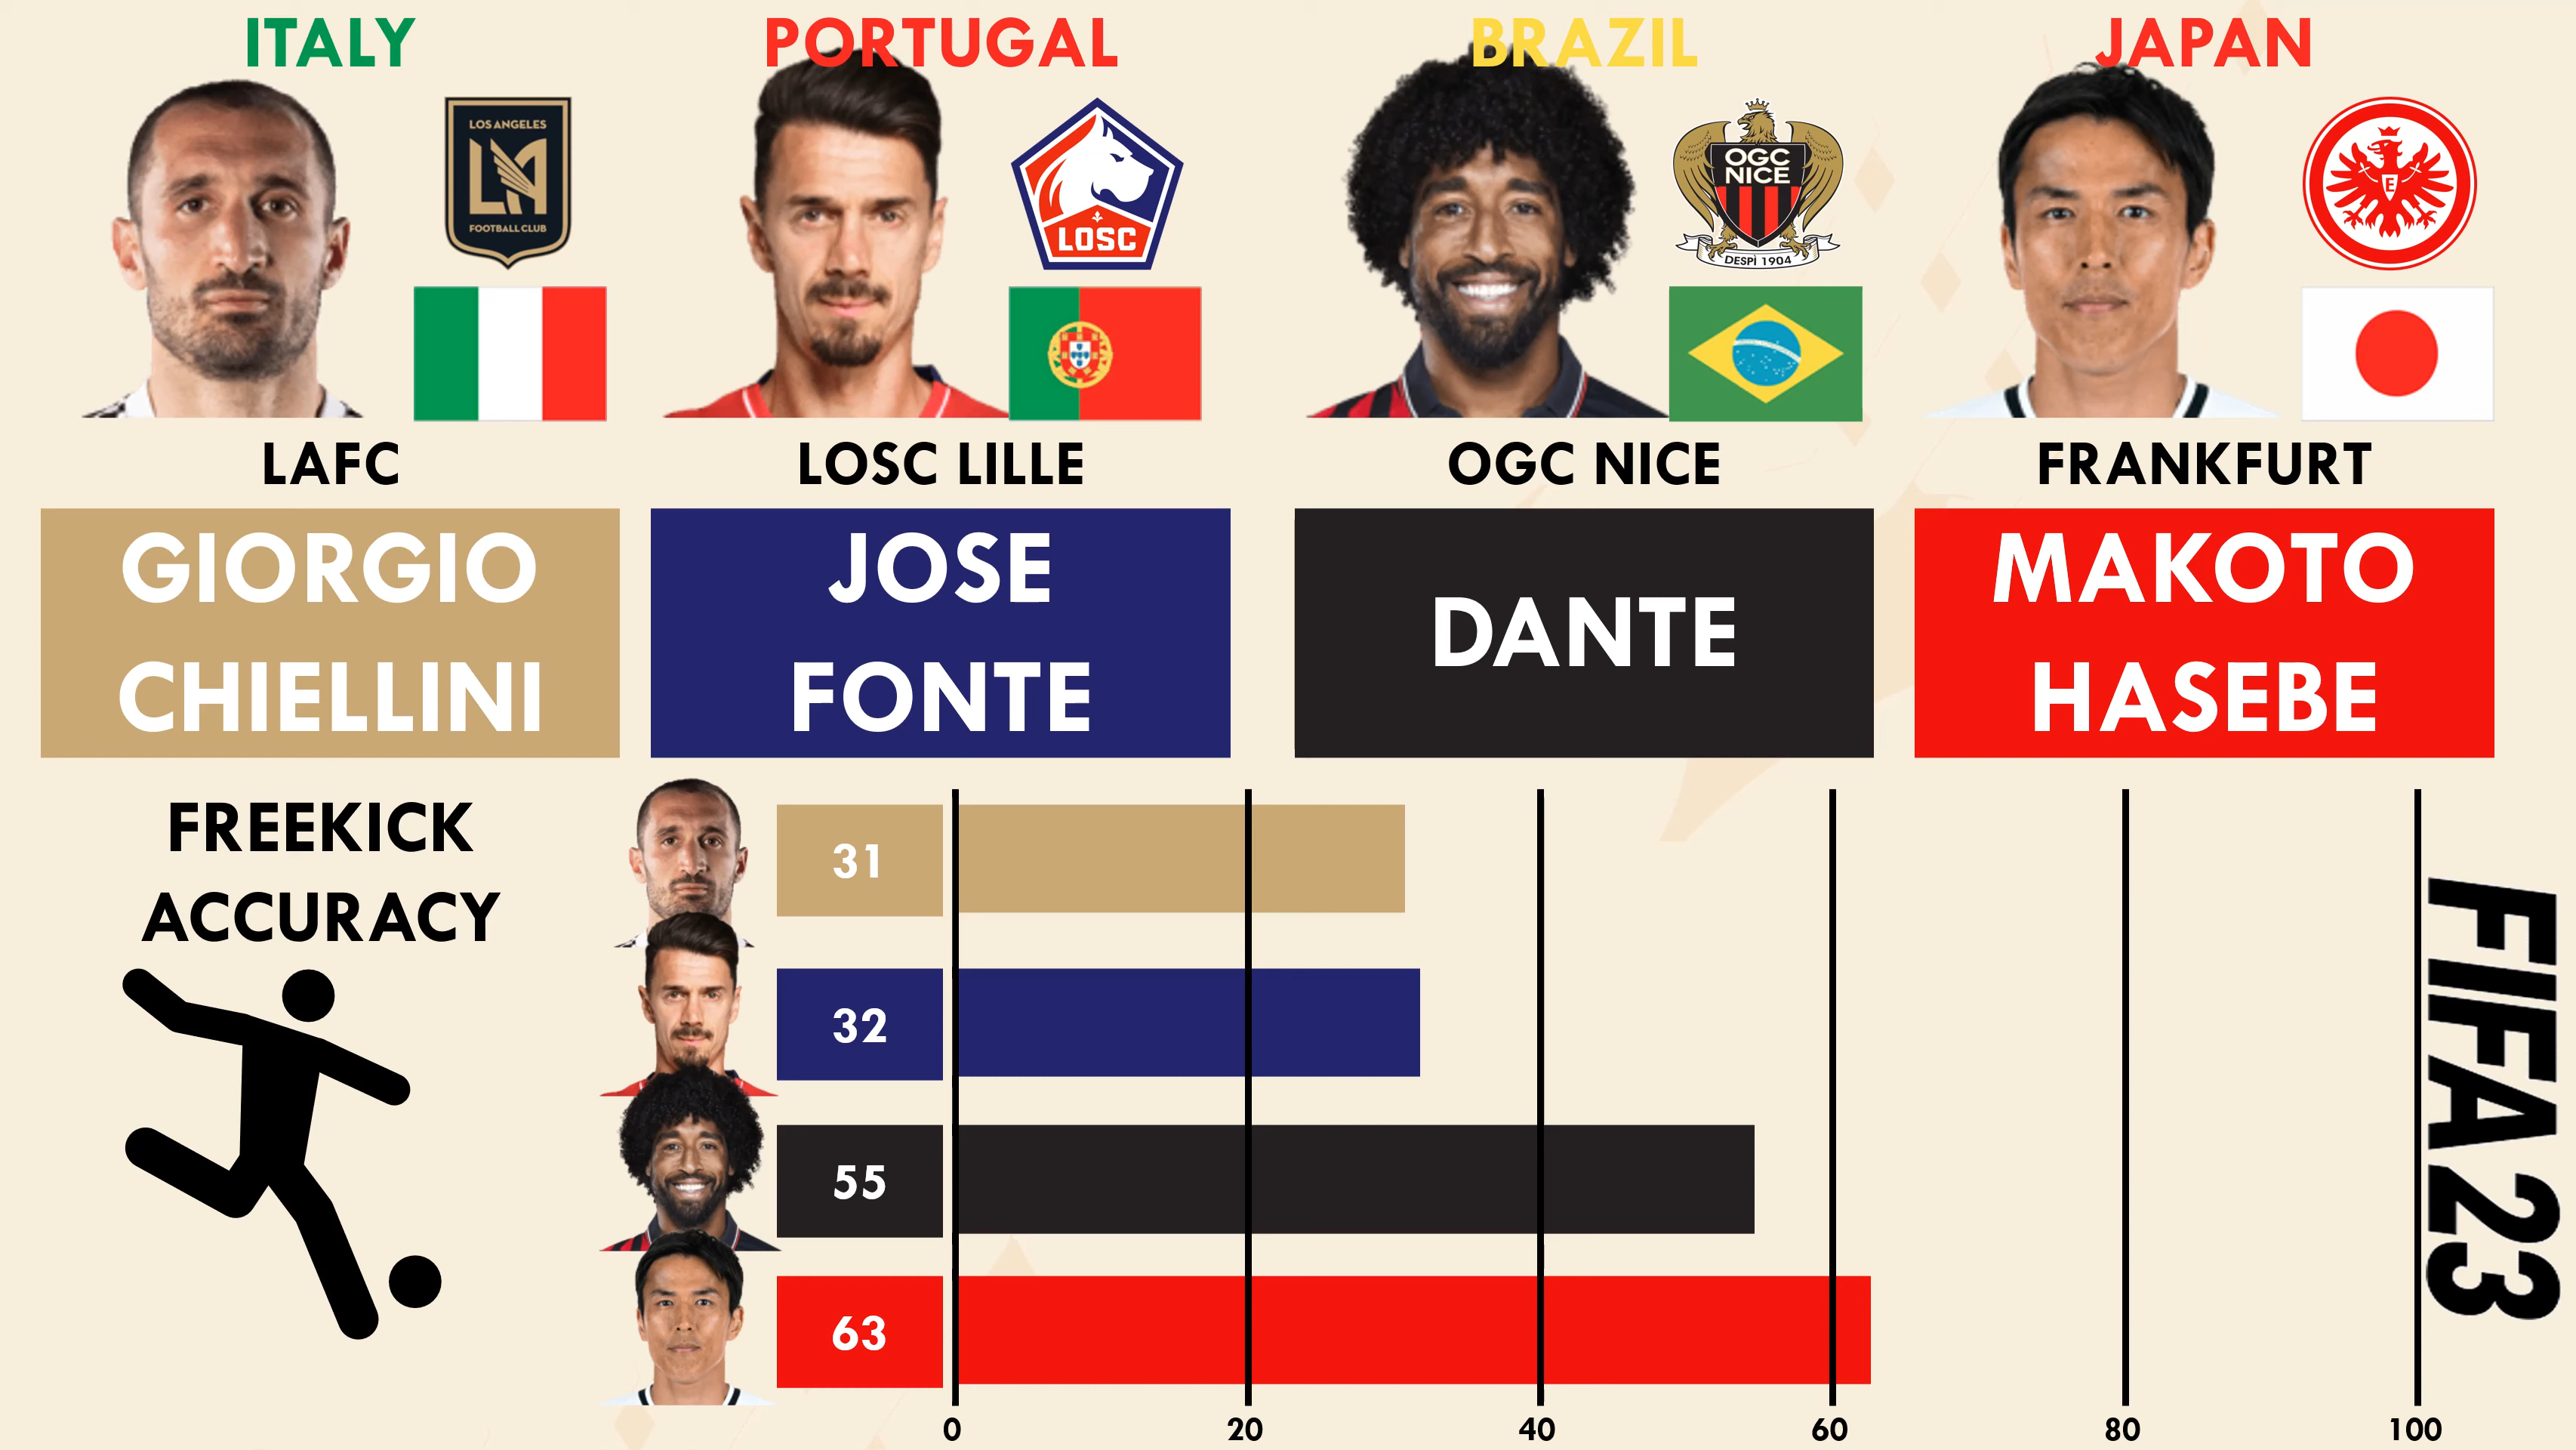 ITALY
PORTUGAL
BRAZIL
JAPAN
LOS ANGELES
LA
FOOTBALL CLUB
LOSC
OGC
NICE
DESPÌ 1904
E
LAFC
LOSC LILLE
OGC NICE
FRANKFURT
GIORGIO
CHIELLINI
JOSE
FONTE
DANTE
MAKOTO
HASEBE
FREEKICK
ACCURACY
31
32
55
63
0
20
40
60
80
100
FIFA 23